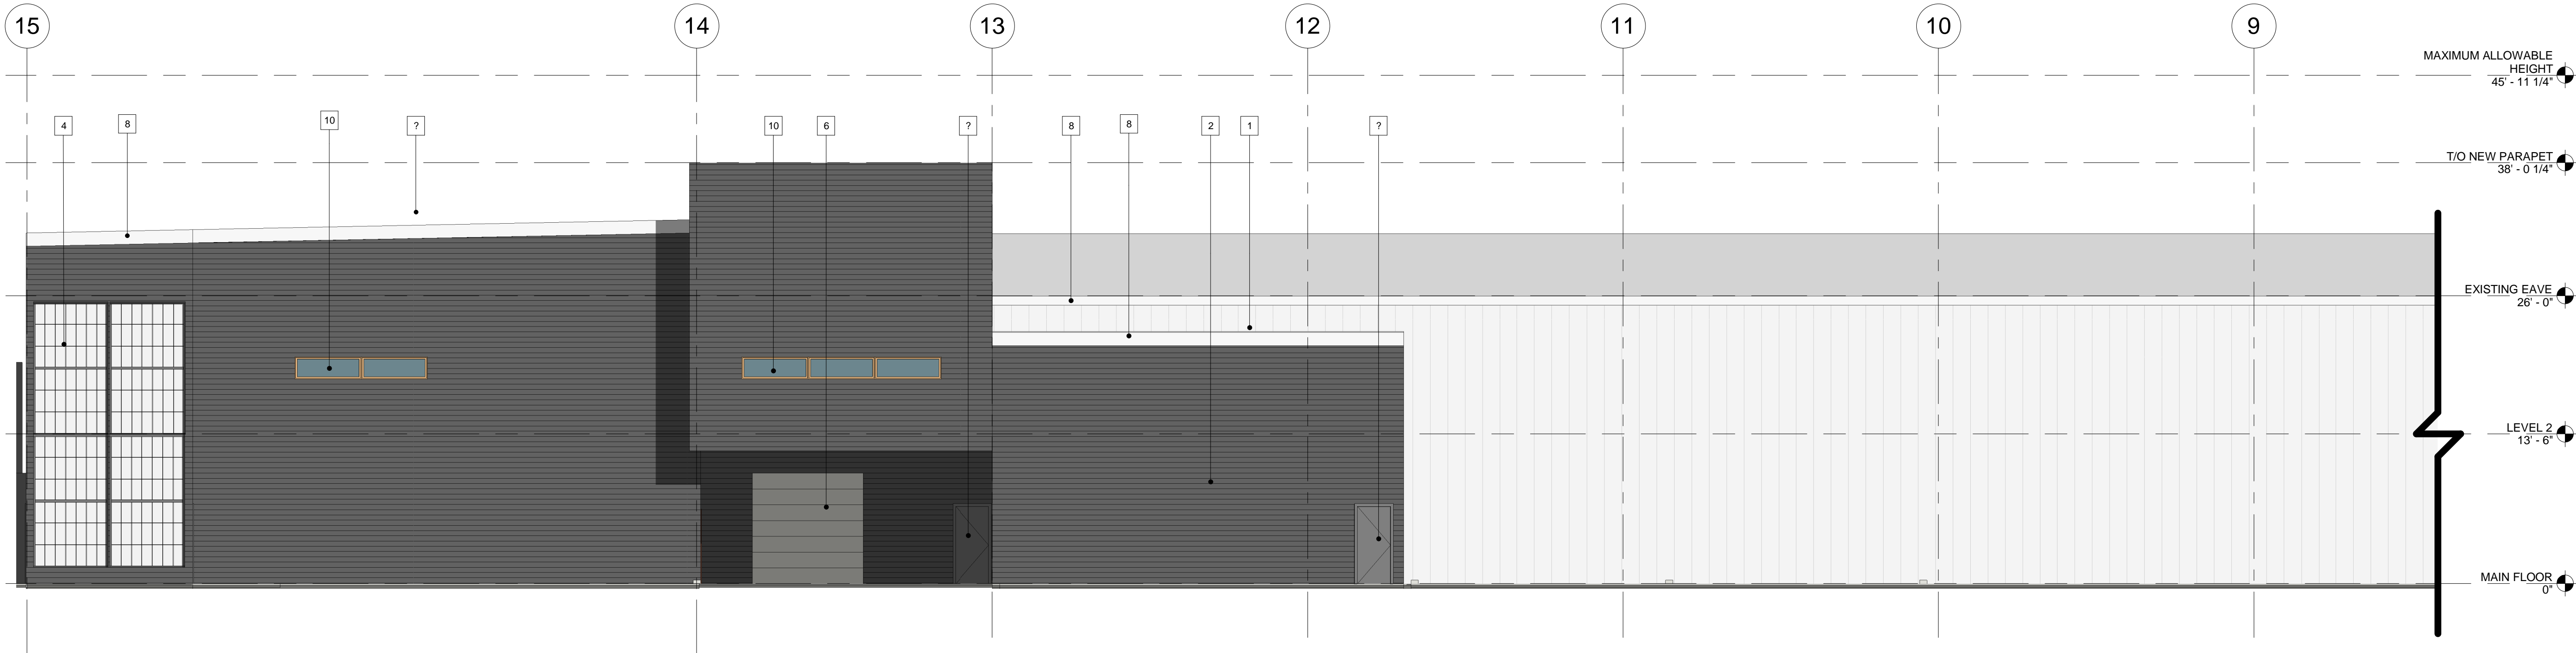 15 14 13 12 11 10 9
MAXIMUM ALLOWABLE
HEIGHT
45' - 11 1/4"
4 8 10 ? 10 6 ? 8 8 2 1 ?
T/O NEW PARAPET
38' - 0 1/4"
EXISTING EAVE
26' - 0"
LEVEL 2
13' - 6"
MAIN FLOOR
0"